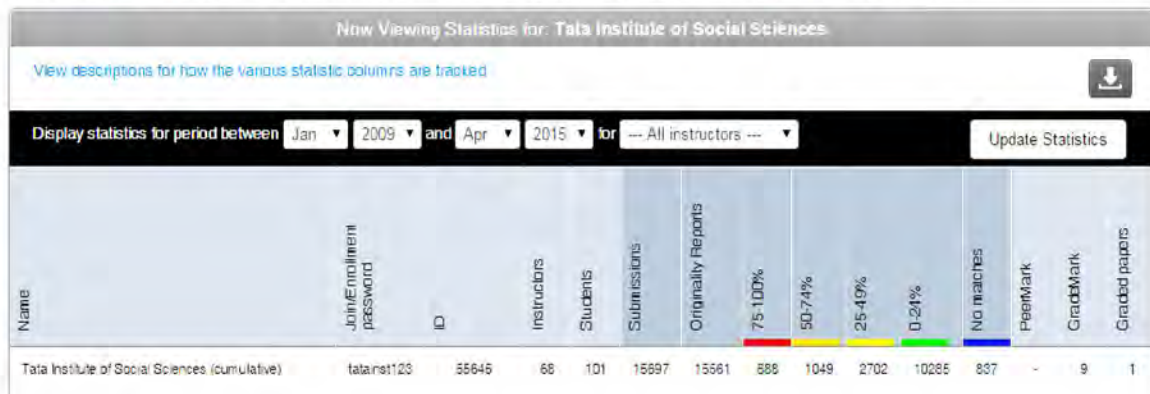 Now Viewing Statistics for: Tata Institute of Social Sciences
View descriptions for how the various statistic columns are tracked
Display statistics for period between Jan 2009 and Apr 2015 for --- All instructors --- Update Statistics
Name Join/Enrollment password ID Instructors Students Submissions Originality Reports 75-100% 50-74% 25-49% 0-24% No matches PeerMark GradeMark Graded papers
Tata Institute of Social Sciences (cumulative) tatainst123 55645 68 101 15697 15561 688 1049 2702 10285 837 - 9 1